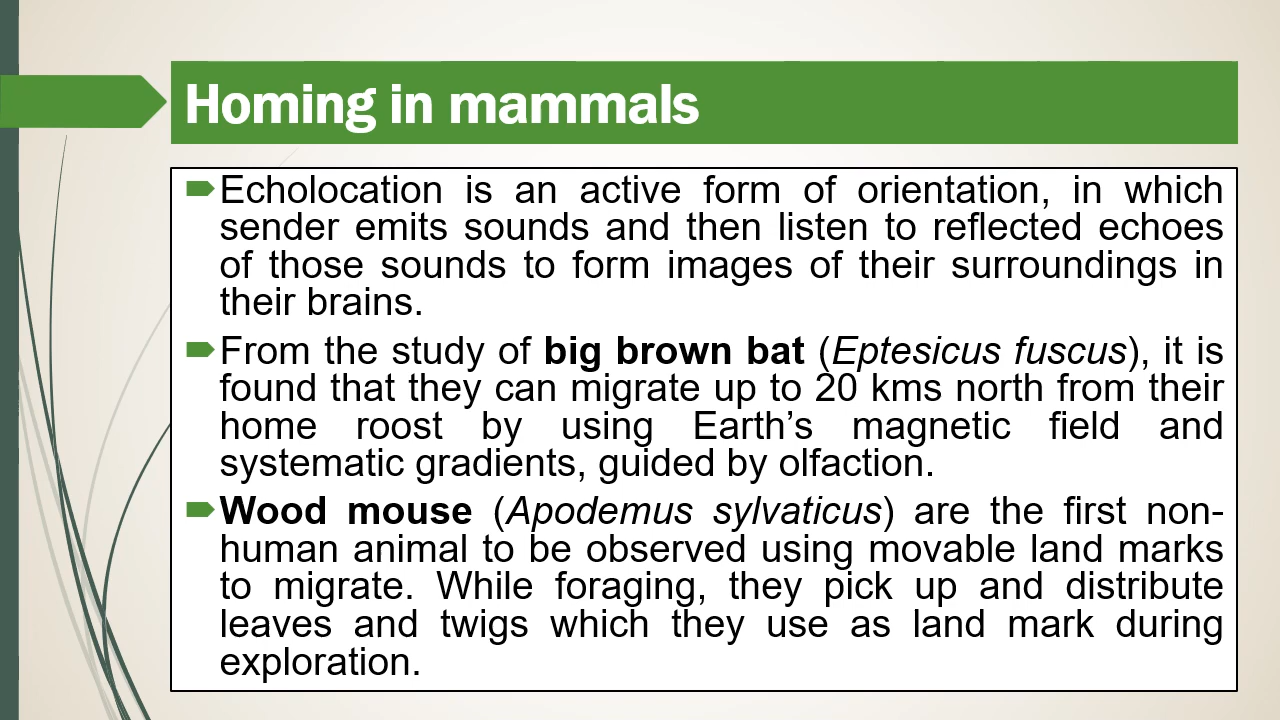 Homing in mammals
Echolocation is an active form of orientation, in which
sender emits sounds and then listen to reflected echoes
of those sounds to form images of their surroundings in
their brains.
From the study of big brown bat (Eptesicus fuscus), it is
found that they can migrate up to 20 kms north from their
home roost by using Earth’s magnetic field and
systematic gradients, guided by olfaction.
Wood mouse (Apodemus sylvaticus) are the first non-
human animal to be observed using movable land marks
to migrate. While foraging, they pick up and distribute
leaves and twigs which they use as land mark during
exploration.